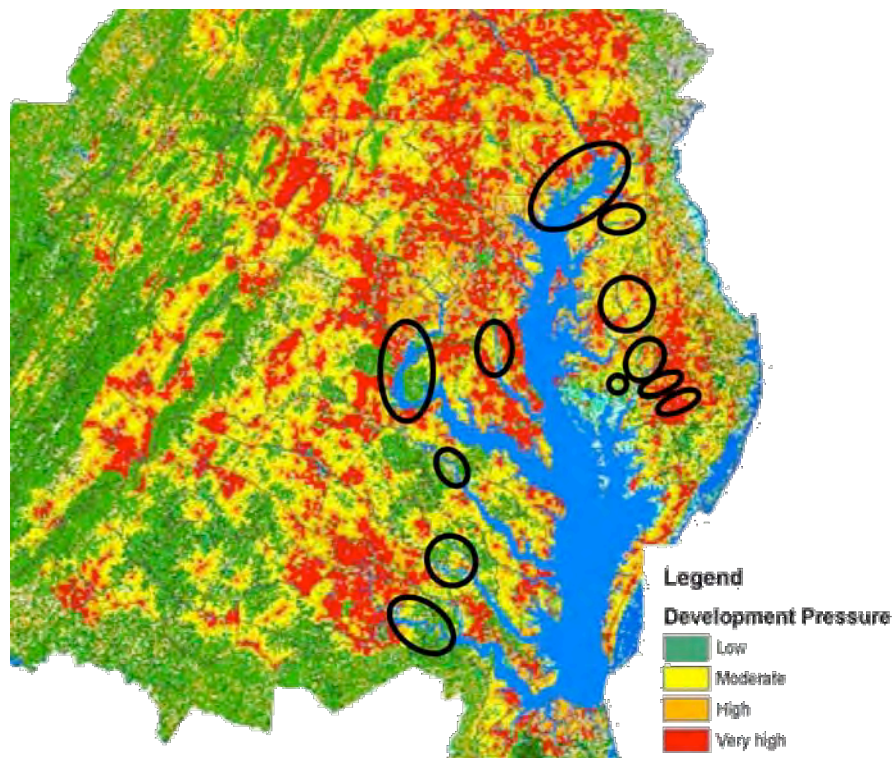 Legend
Development Pressure
Low
Moderate
High
Very high